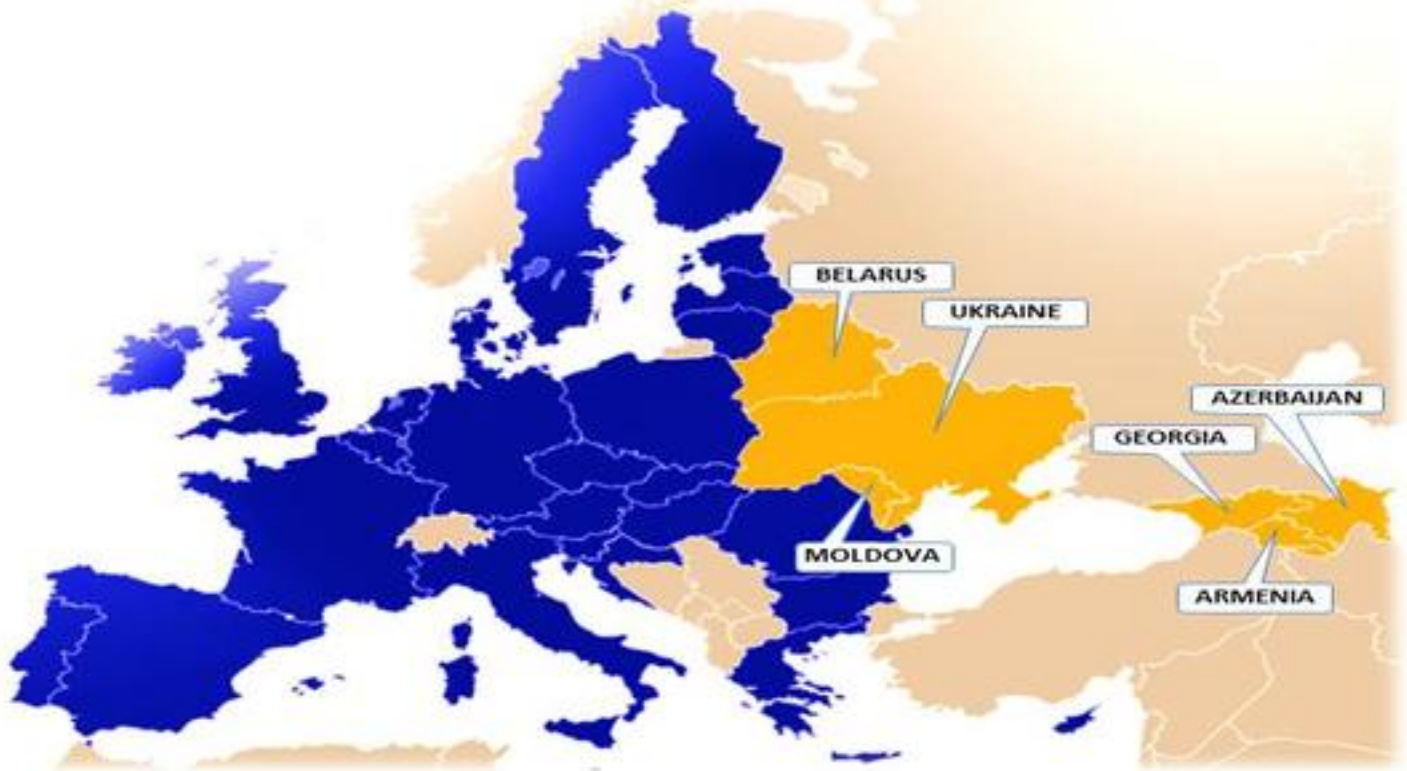 BELARUS
UKRAINE
AZERBAIJAN
GEORGIA
MOLDOVA
ARMENIA